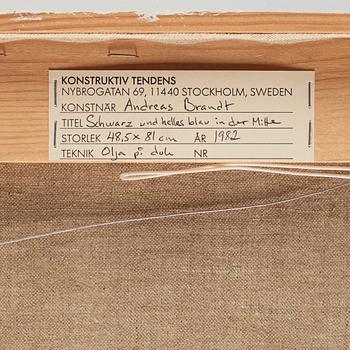 KONSTRUKTIV TENDENS
NYBROGATAN 69, 11440 STOCKHOLM, SWEDEN
KONSTNÄR Andreas Brandt
TITEL Schwarz und helles blau in der Mitte
STORLEK 48,5 x 81 cm ÅR 1982
TEKNIK Olja på duk NR